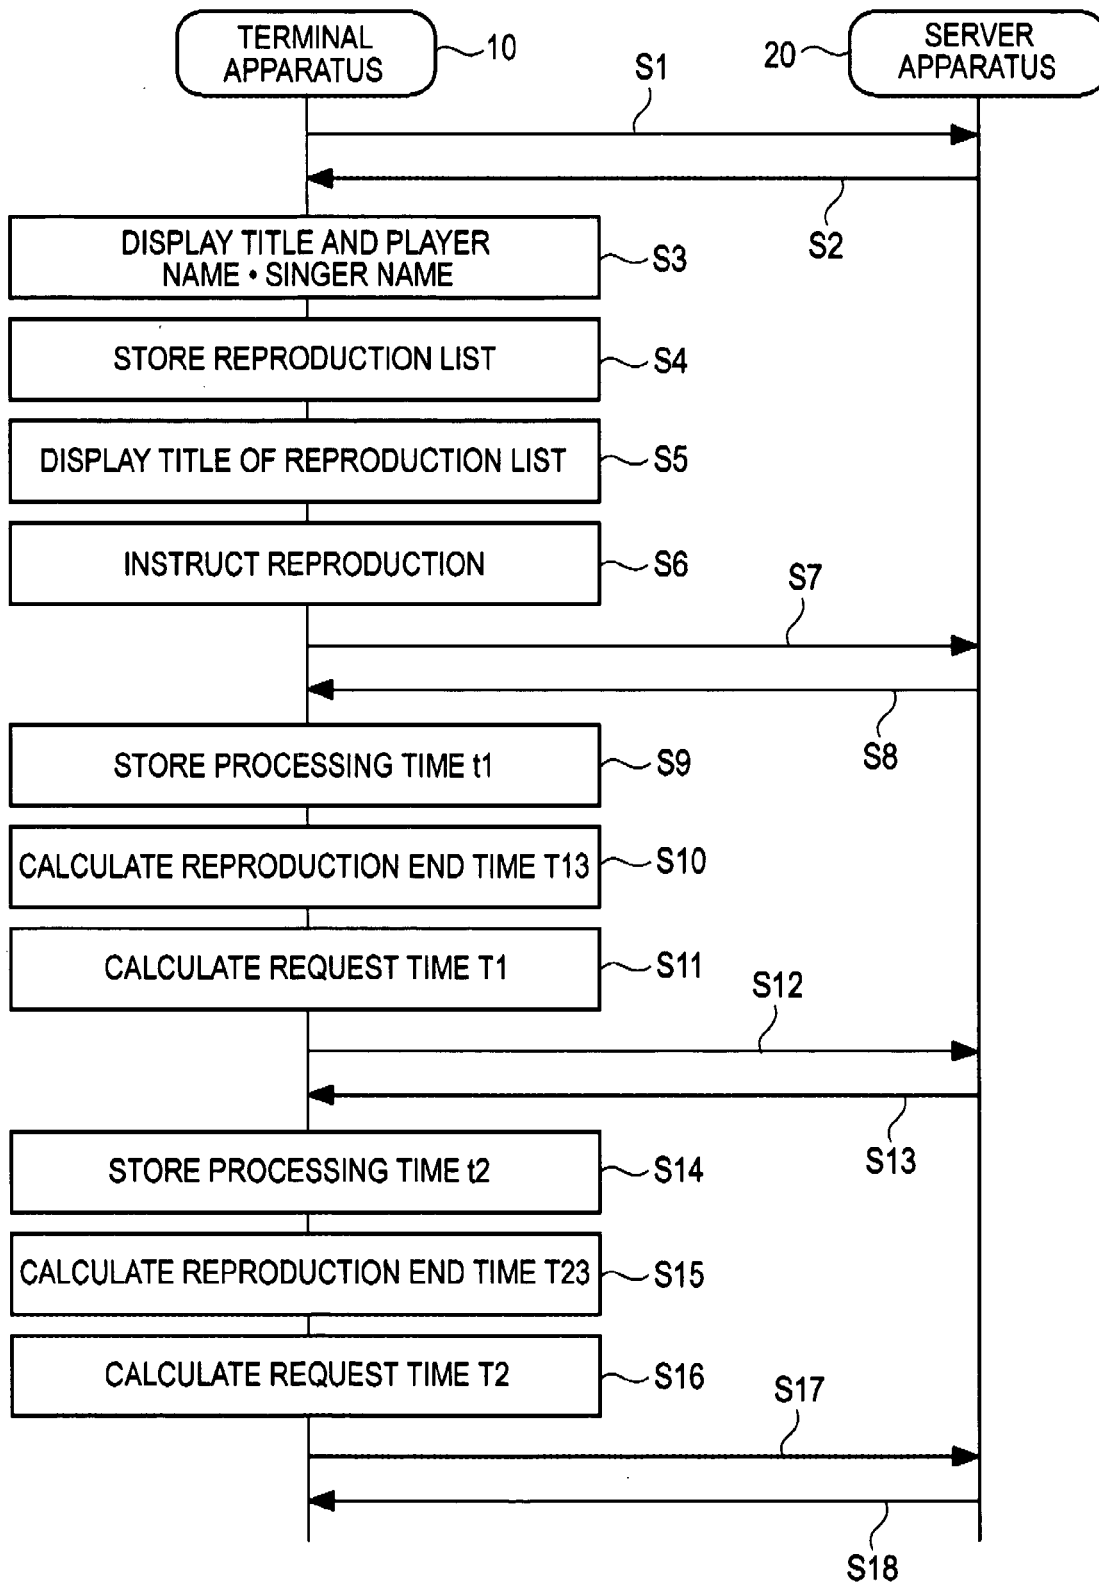 TERMINAL
APPARATUS
10
20
SERVER
APPARATUS
S1
S2
DISPLAY TITLE AND PLAYER
NAME • SINGER NAME
S3
STORE REPRODUCTION LIST
S4
DISPLAY TITLE OF REPRODUCTION LIST
S5
INSTRUCT REPRODUCTION
S6
S7
S8
STORE PROCESSING TIME t1
S9
CALCULATE REPRODUCTION END TIME T13
S10
CALCULATE REQUEST TIME T1
S11
S12
S13
STORE PROCESSING TIME t2
S14
CALCULATE REPRODUCTION END TIME T23
S15
CALCULATE REQUEST TIME T2
S16
S17
S18